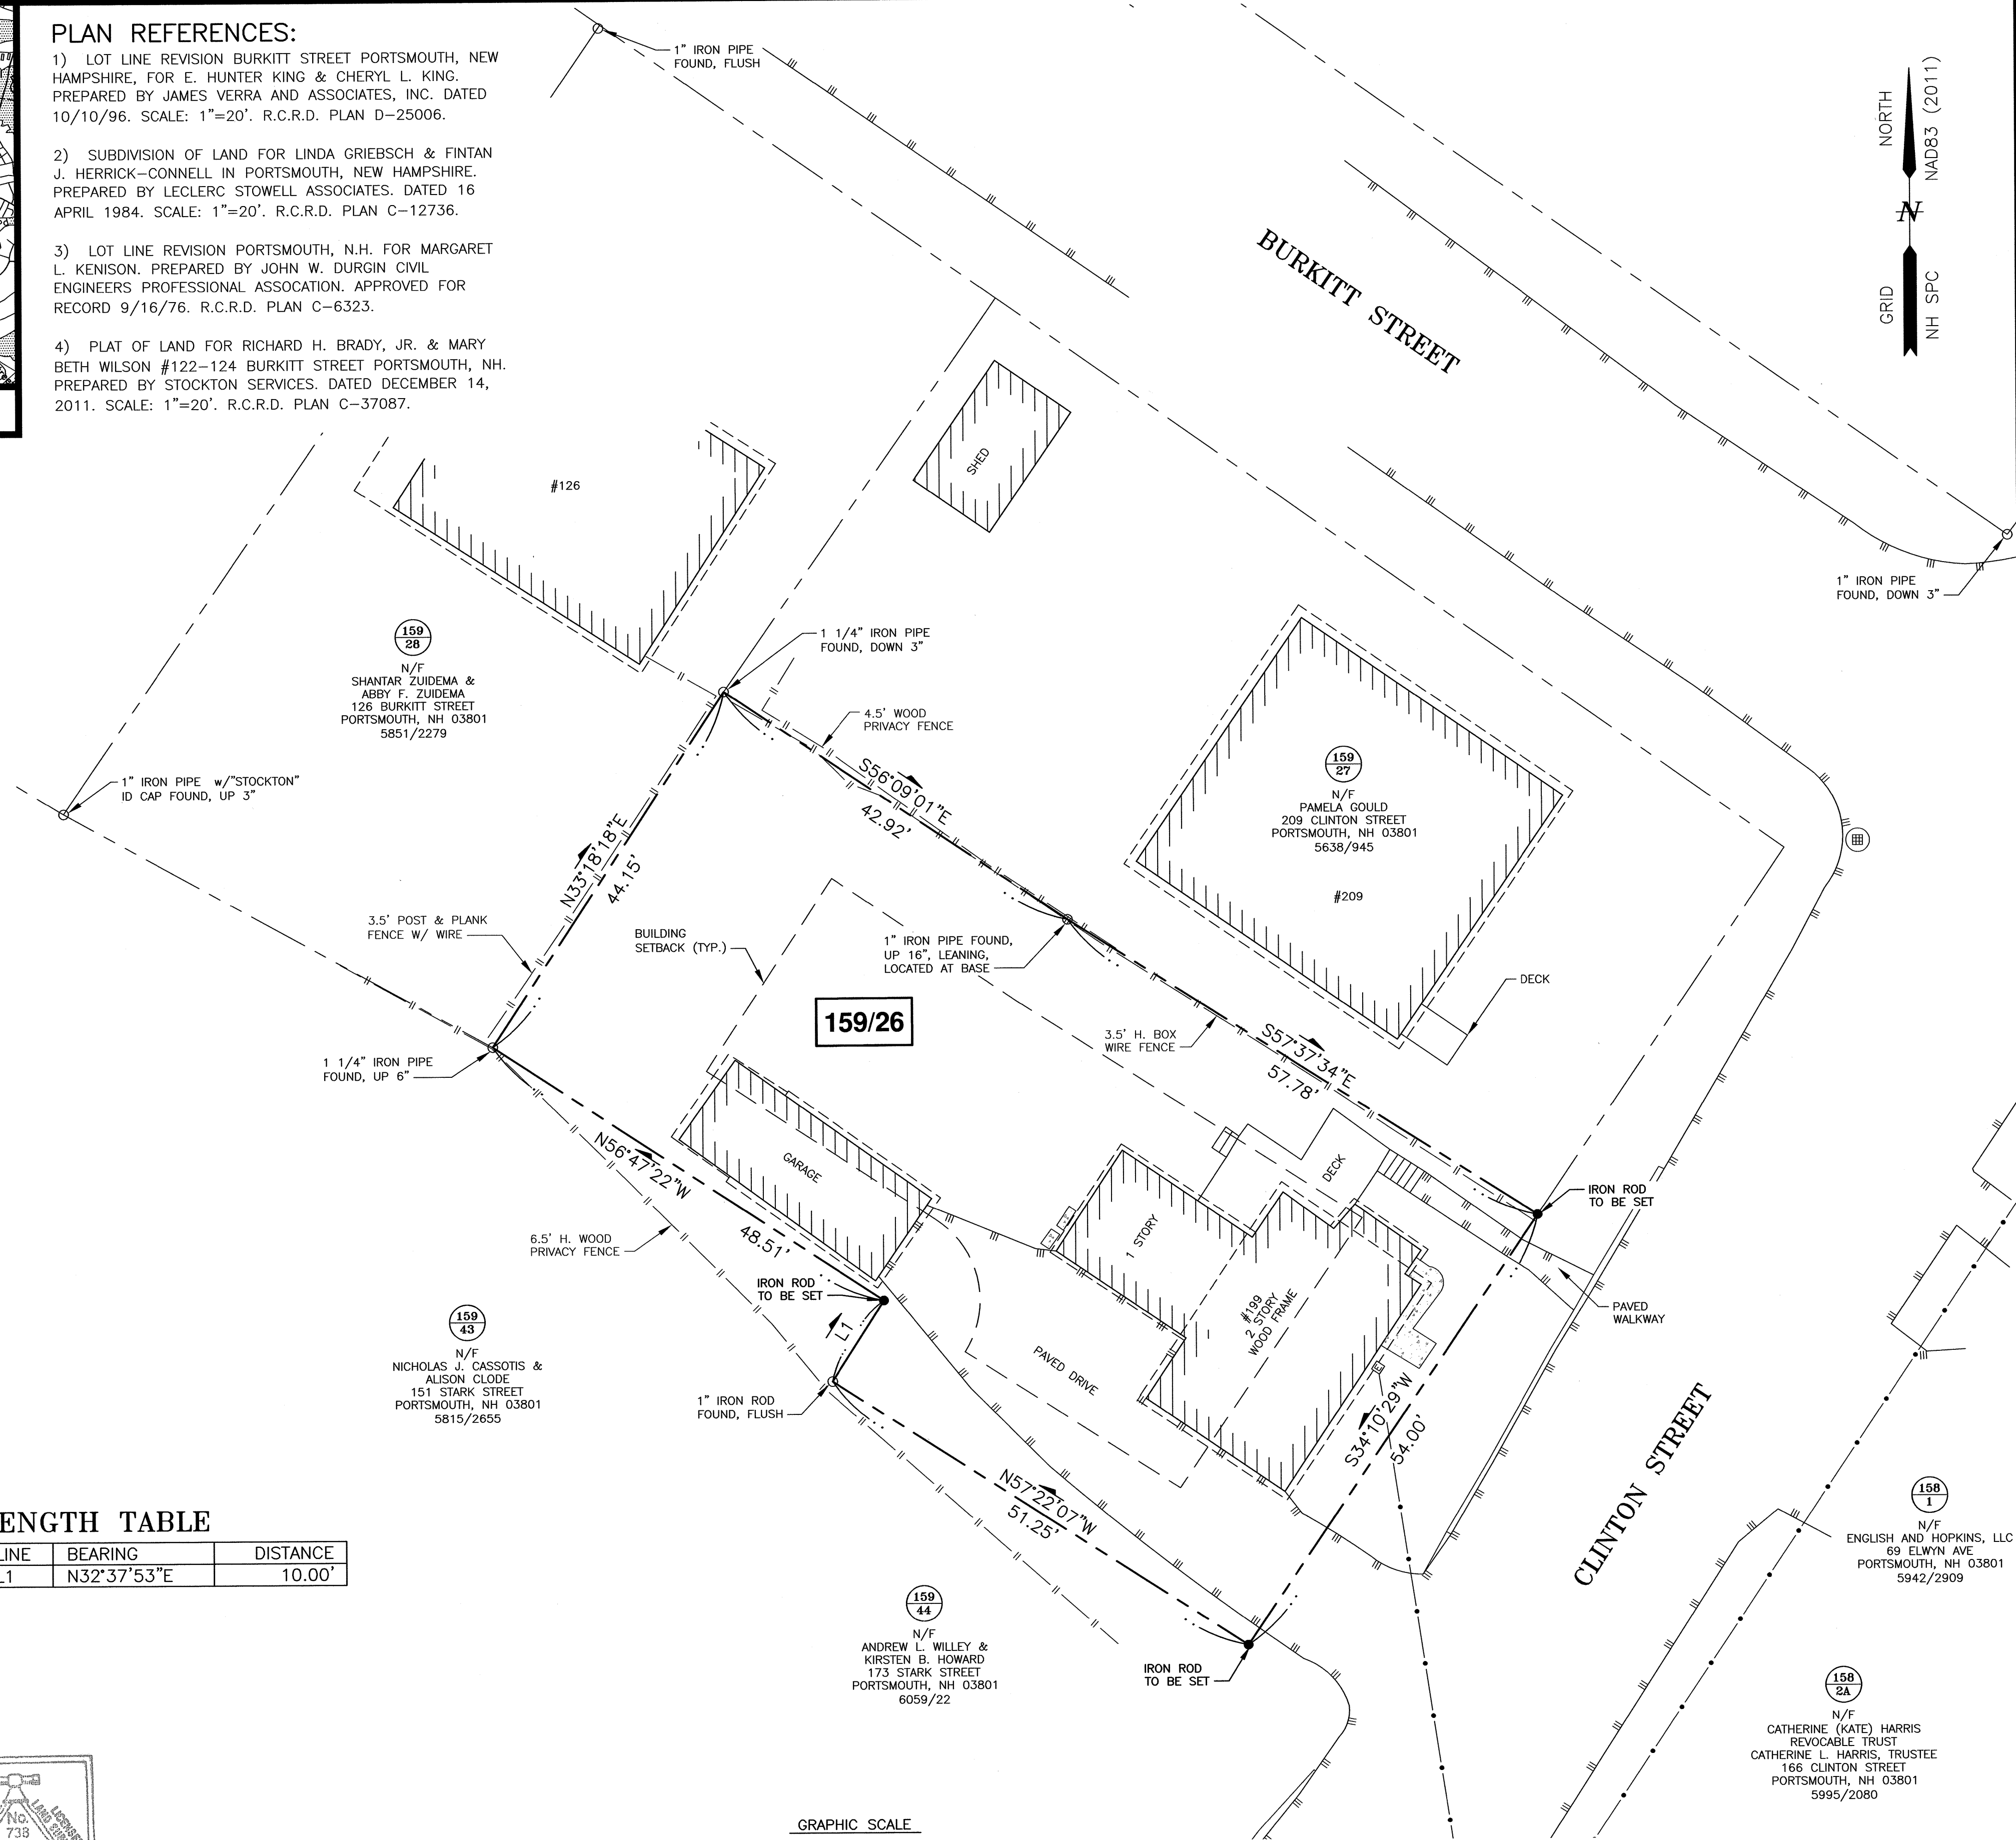 PLAN REFERENCES:
1) LOT LINE REVISION BURKITT STREET PORTSMOUTH, NEW
HAMPSHIRE, FOR E. HUNTER KING & CHERYL L. KING.
PREPARED BY JAMES VERRA AND ASSOCIATES, INC. DATED
10/10/96. SCALE: 1"=20'. R.C.R.D. PLAN D-25006.
2) SUBDIVISION OF LAND FOR LINDA GRIEBSCH & FINTAN
J. HERRICK-CONNELL IN PORTSMOUTH, NEW HAMPSHIRE.
PREPARED BY LECLERC STOWELL ASSOCIATES. DATED 16
APRIL 1984. SCALE: 1"=20'. R.C.R.D. PLAN C-12736.
3) LOT LINE REVISION PORTSMOUTH, N.H. FOR MARGARET
L. KENISON. PREPARED BY JOHN W. DURGIN CIVIL
ENGINEERS PROFESSIONAL ASSOCATION. APPROVED FOR
RECORD 9/16/76. R.C.R.D. PLAN C-6323.
4) PLAT OF LAND FOR RICHARD H. BRADY, JR. & MARY
BETH WILSON #122-124 BURKITT STREET PORTSMOUTH, NH.
PREPARED BY STOCKTON SERVICES. DATED DECEMBER 14,
2011. SCALE: 1"=20'. R.C.R.D. PLAN C-37087.
1" IRON PIPE
FOUND, FLUSH
GRID NORTH
N
NH SPC NAD83 (2011)
BURKITT STREET
SHED
#126
1" IRON PIPE
FOUND, DOWN 3"
159
28
N/F
SHANTAR ZUIDEMA &
ABBY F. ZUIDEMA
126 BURKITT STREET
PORTSMOUTH, NH 03801
5851/2279
1 1/4" IRON PIPE
FOUND, DOWN 3"
4.5' WOOD
PRIVACY FENCE
1" IRON PIPE w/"STOCKTON"
ID CAP FOUND, UP 3"
S56°09'01"E
42.92'
159
27
N/F
PAMELA GOULD
209 CLINTON STREET
PORTSMOUTH, NH 03801
5638/945
#209
N33°18'18"E
44.15'
3.5' POST & PLANK
FENCE W/ WIRE
BUILDING
SETBACK (TYP.)
1" IRON PIPE FOUND,
UP 16", LEANING,
LOCATED AT BASE
DECK
159/26
3.5' H. BOX
WIRE FENCE
S57°37'34"E
57.78'
1 1/4" IRON PIPE
FOUND, UP 6"
N56°47'22"W
48.51'
GARAGE
DECK
IRON ROD
TO BE SET
6.5' H. WOOD
PRIVACY FENCE
1 STORY
IRON ROD
TO BE SET
L1
#199
2 STORY
WOOD FRAME
PAVED
WALKWAY
159
43
N/F
NICHOLAS J. CASSOTIS &
ALISON CLODE
151 STARK STREET
PORTSMOUTH, NH 03801
5815/2655
PAVED DRIVE
E
1" IRON ROD
FOUND, FLUSH
S34°10'29"W
54.00'
CLINTON STREET
N57°22'07"W
51.25'
158
1
N/F
ENGLISH AND HOPKINS, LLC
69 ELWYN AVE
PORTSMOUTH, NH 03801
5942/2909
ENGTH TABLE
LINE BEARING DISTANCE
L1 N32°37'53"E 10.00'
159
44
N/F
ANDREW L. WILLEY &
KIRSTEN B. HOWARD
173 STARK STREET
PORTSMOUTH, NH 03801
6059/22
IRON ROD
TO BE SET
158
2A
N/F
CATHERINE (KATE) HARRIS
REVOCABLE TRUST
CATHERINE L. HARRIS, TRUSTEE
166 CLINTON STREET
PORTSMOUTH, NH 03801
5995/2080
No.
738
GRAPHIC SCALE